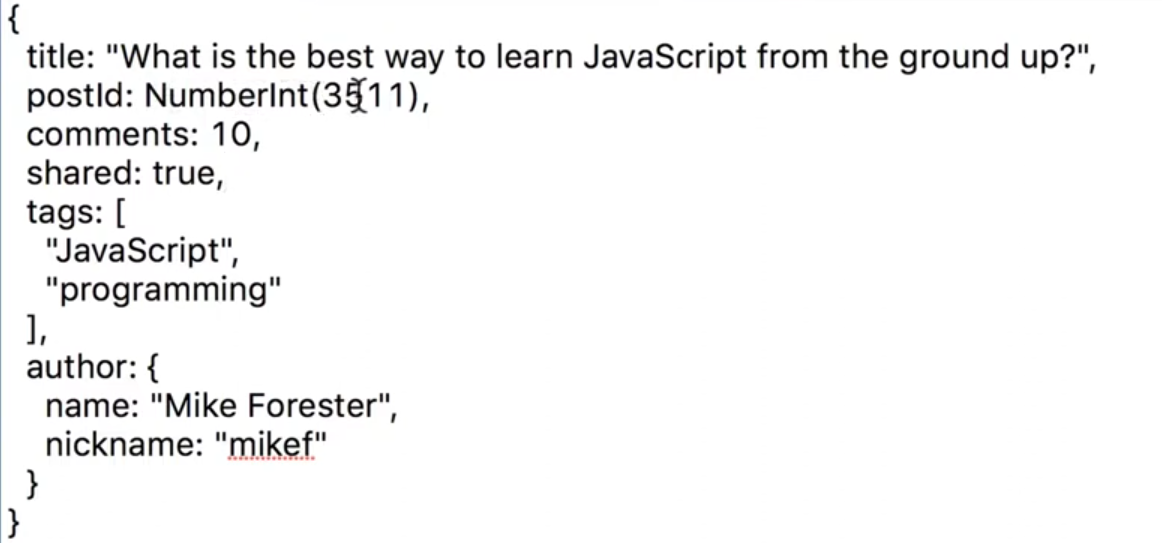 {
title: "What is the best way to learn JavaScript from the ground up?",
postId: NumberInt(3511),
comments: 10,
shared: true,
tags: [
"JavaScript",
"programming"
],
author: {
name: "Mike Forester",
nickname: "mikef"
}
}